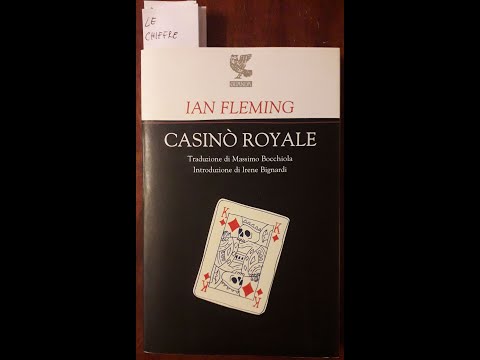 LE
CHIFFRE
IAN FLEMING
CASINÒ ROYALE
Traduzione di Massimo Bocchiola
Introduzione di Irene Bignardi
K
K